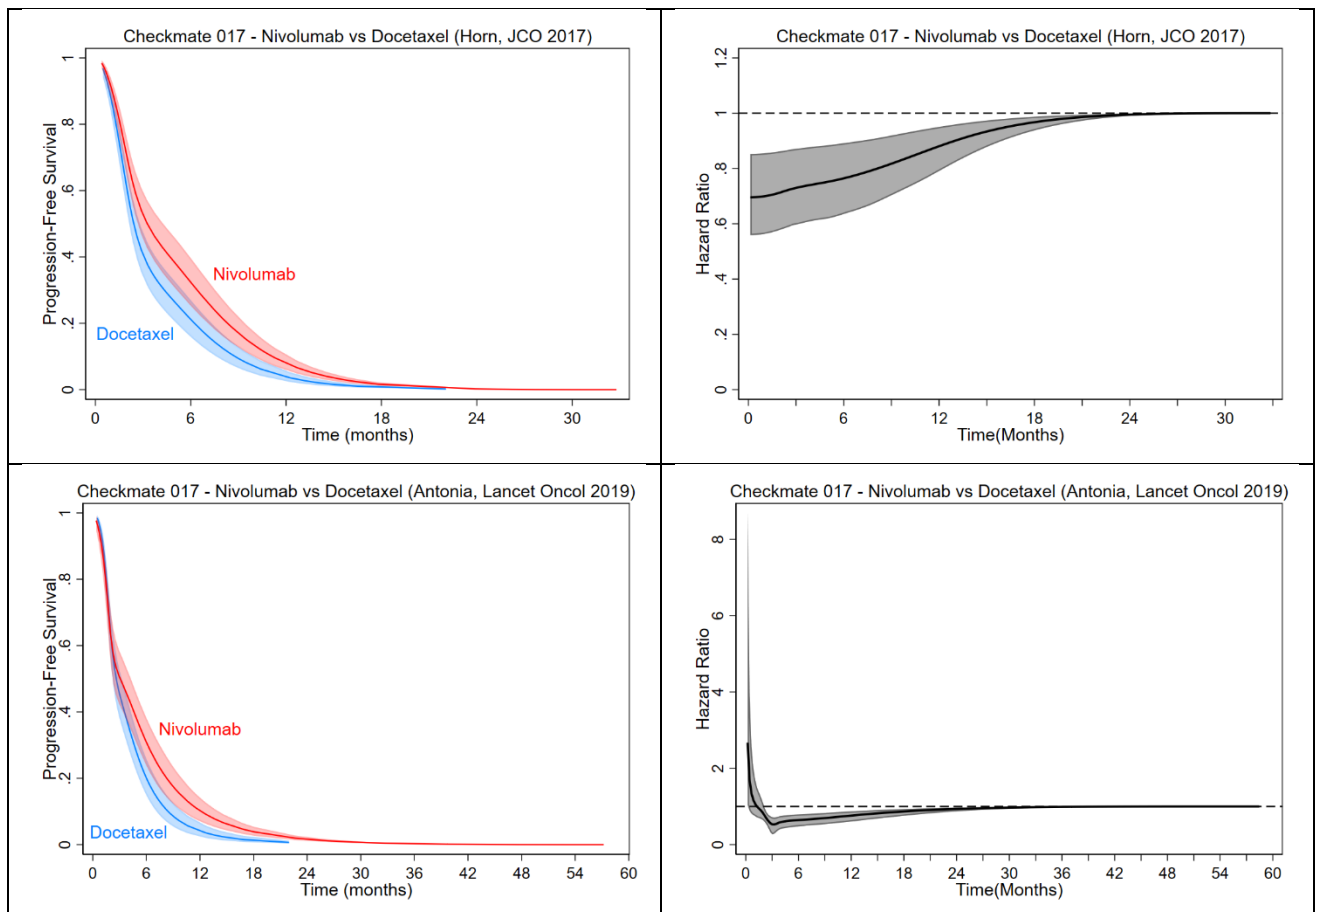 Checkmate 017 - Nivolumab vs Docetaxel (Horn, JCO 2017)
Progression-Free Survival
1
.8
.6
.4
.2
0
Nivolumab
Docetaxel
0 6 12 18 24 30
Time (months)
Checkmate 017 - Nivolumab vs Docetaxel (Horn, JCO 2017)
Hazard Ratio
1.2
1
.8
.6
.4
.2
0
0 6 12 18 24 30
Time(Months)
Checkmate 017 - Nivolumab vs Docetaxel (Antonia, Lancet Oncol 2019)
Progression-Free Survival
1
.8
.6
.4
.2
0
Nivolumab
Docetaxel
0 6 12 18 24 30 36 42 48 54 60
Time (months)
Checkmate 017 - Nivolumab vs Docetaxel (Antonia, Lancet Oncol 2019)
Hazard Ratio
8
6
4
2
0
0 6 12 18 24 30 36 42 48 54 60
Time(Months)